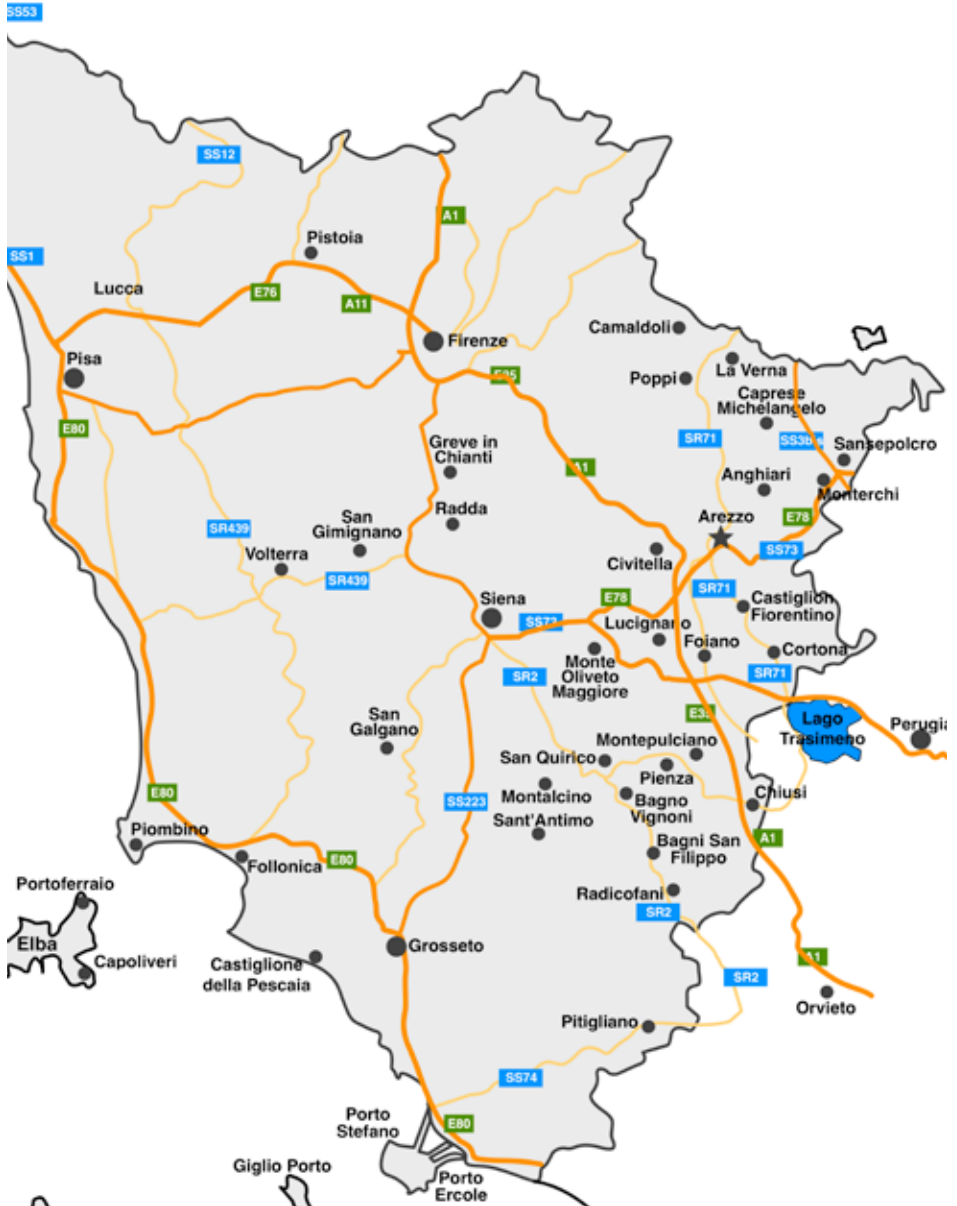 SS53
SS12
A1
SS1
Pistoia
Lucca
E76
A11
Camaldoli
Firenze
Pisa
La Verna
E35
Poppi
Caprese
Michelangelo
E80
SR71
Greve in
Chianti
Sansepolcro
A1
Anghiari
Monterchi
Radda
Arezzo
E78
San
Gimignano
SR439
Volterra
SS73
Civitella
SR439
SR71
Siena
E78
Castiglion
Fiorentino
SS73
Lucignano
Foiano
Cortona
Monte
Oliveto
Maggiore
SR2
SR71
San
Galgano
E35
Lago
Trasimeno
Perugia
Montepulciano
San Quirico
Pienza
E80
SS223
Montalcino
Bagno
Vignoni
Chiusi
Sant'Antimo
Piombino
A1
Follonica
E80
Bagni San
Filippo
Portoferraio
Radicofani
SR2
Elba
Grosseto
Capoliveri
Castiglione
della Pescaia
A1
SR2
Orvieto
Pitigliano
SS74
Porto
Stefano
E80
Giglio Porto
Porto
Ercole